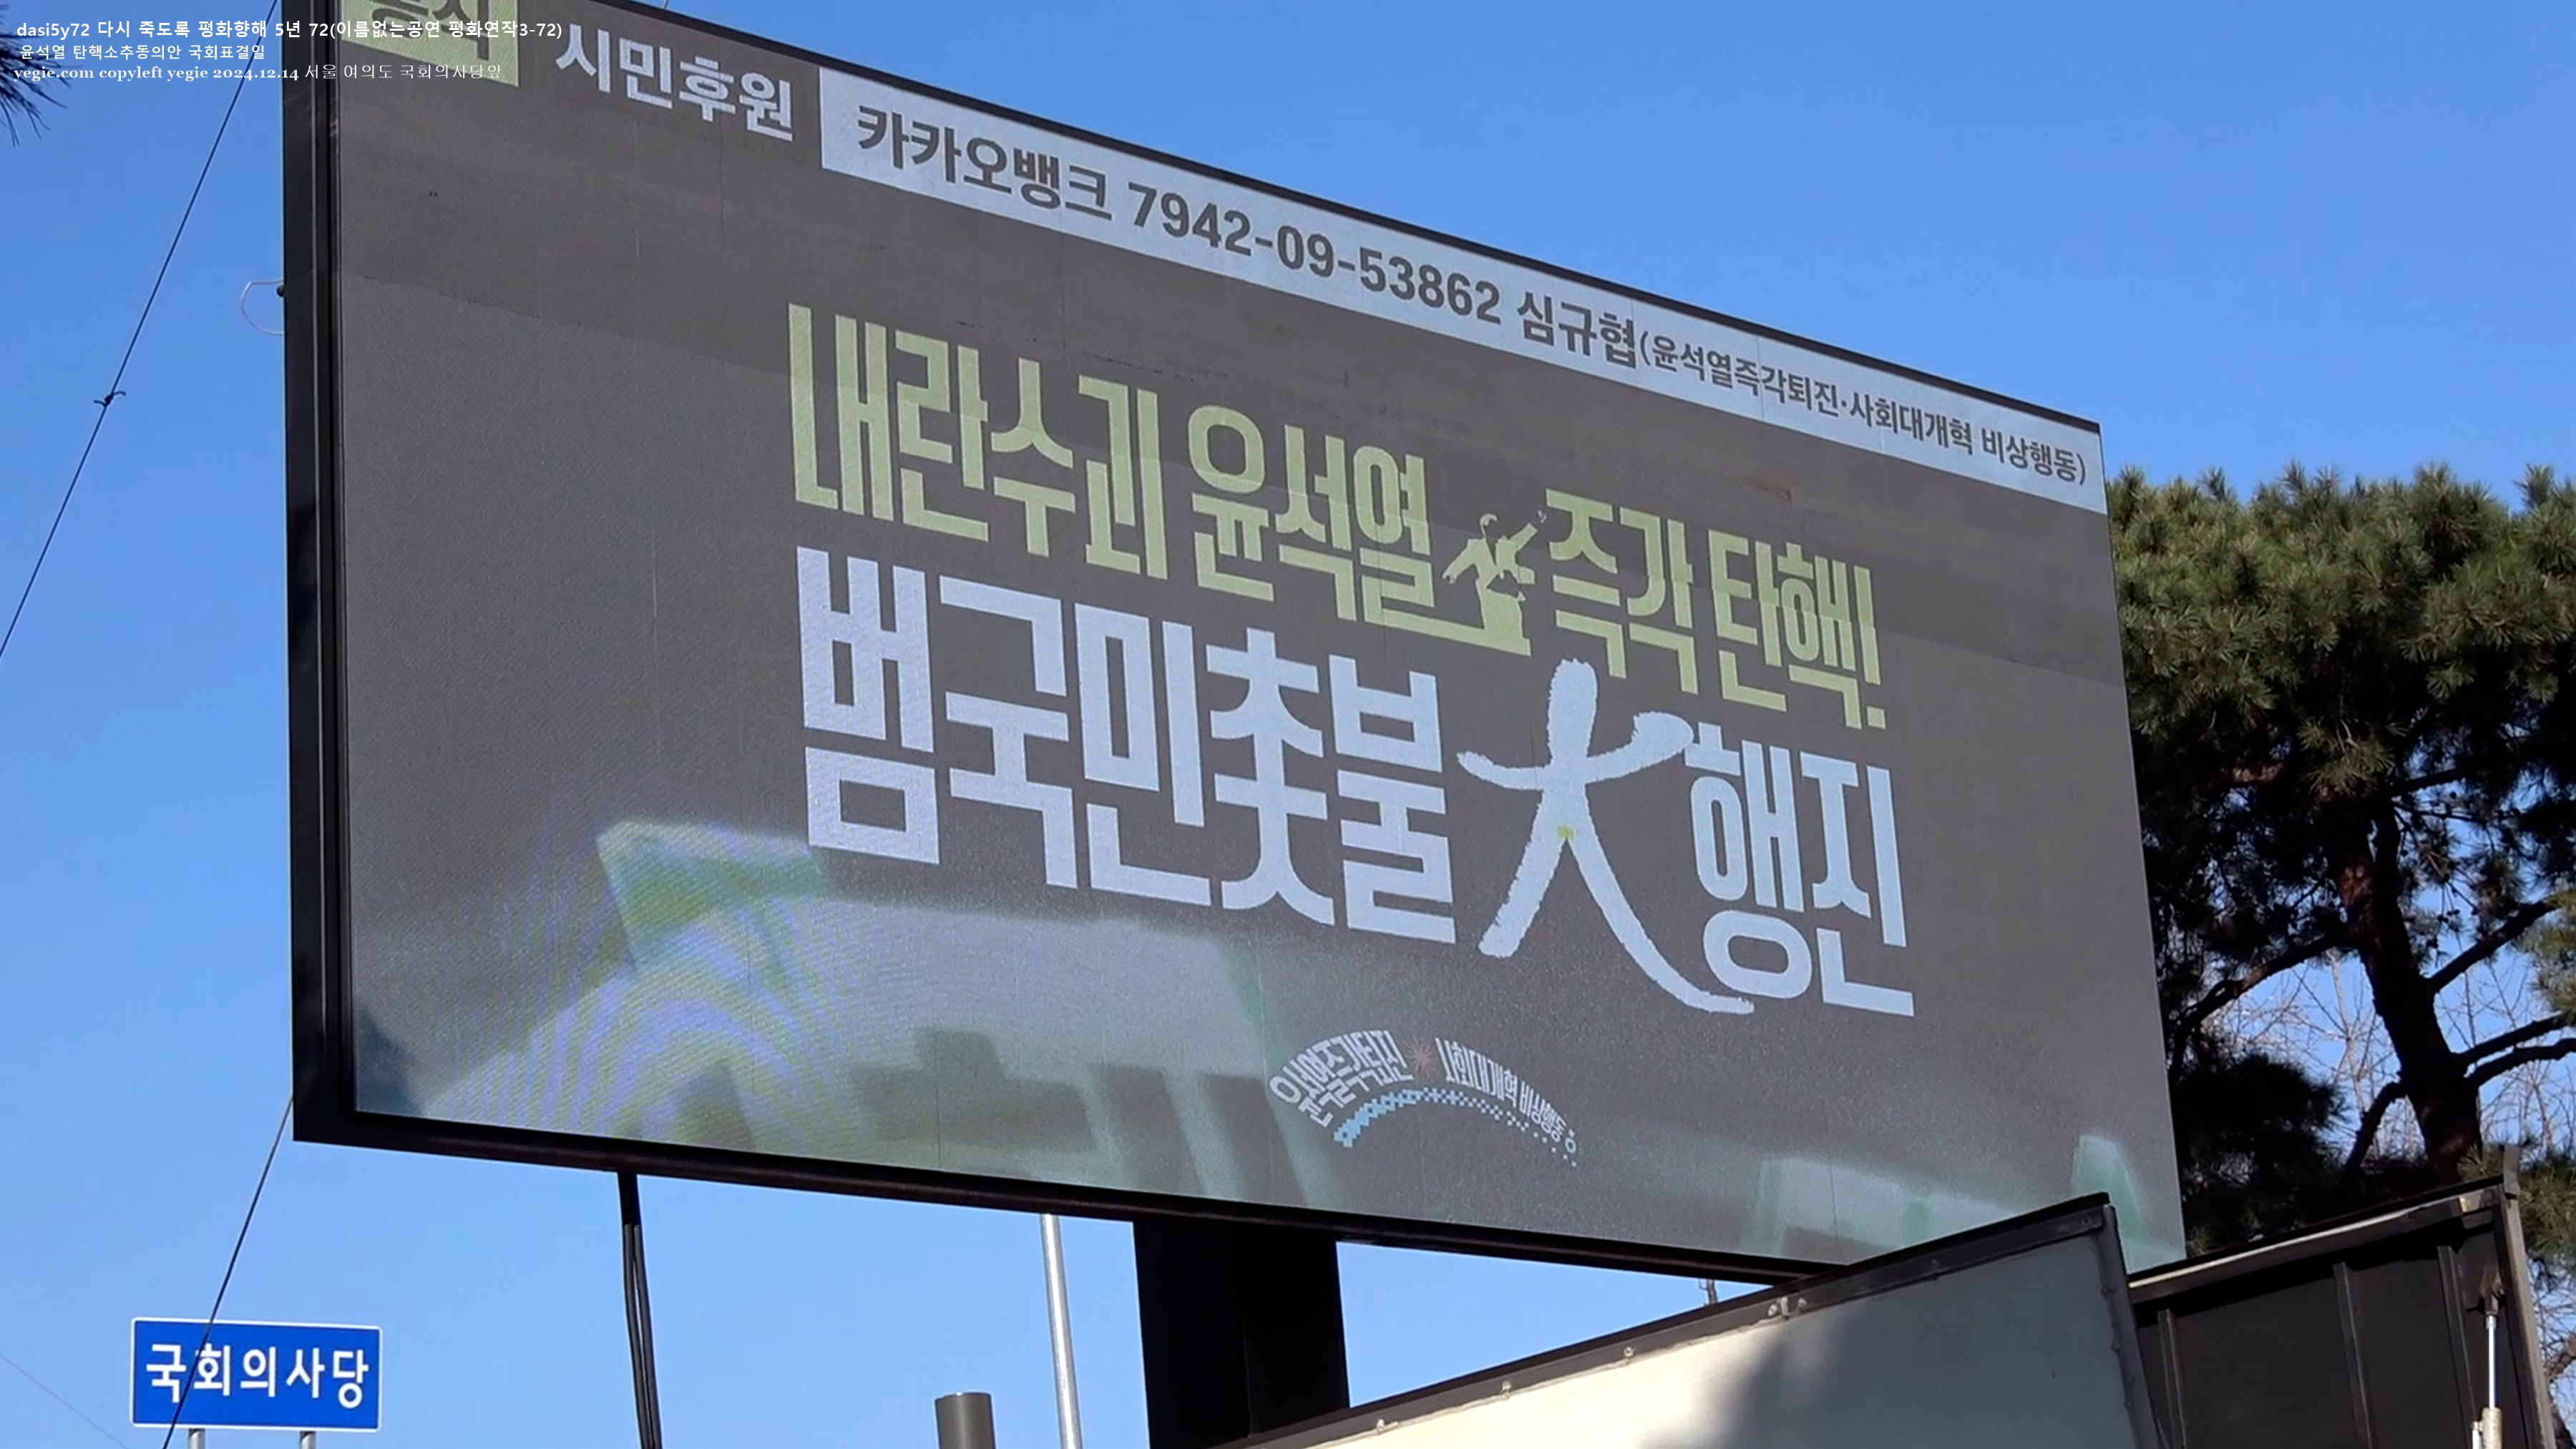 dasi5y72 다시 죽도록 평화향해 5년 72(이름없는공연 평화연작3-72)
윤석열 탄핵소추동의안 국회표결일
yegie.com copyleft yegie 2024.12.14 서울 여의도 국회의사당앞
시민후원
카카오뱅크 7942-09-53862 심규협(윤석열즉각퇴진·사회대개혁 비상행동)
내란수괴 윤석열 즉각 탄핵!
범국민촛불大행진
윤석열즉각퇴진 사회대개혁 비상행동
국회의사당